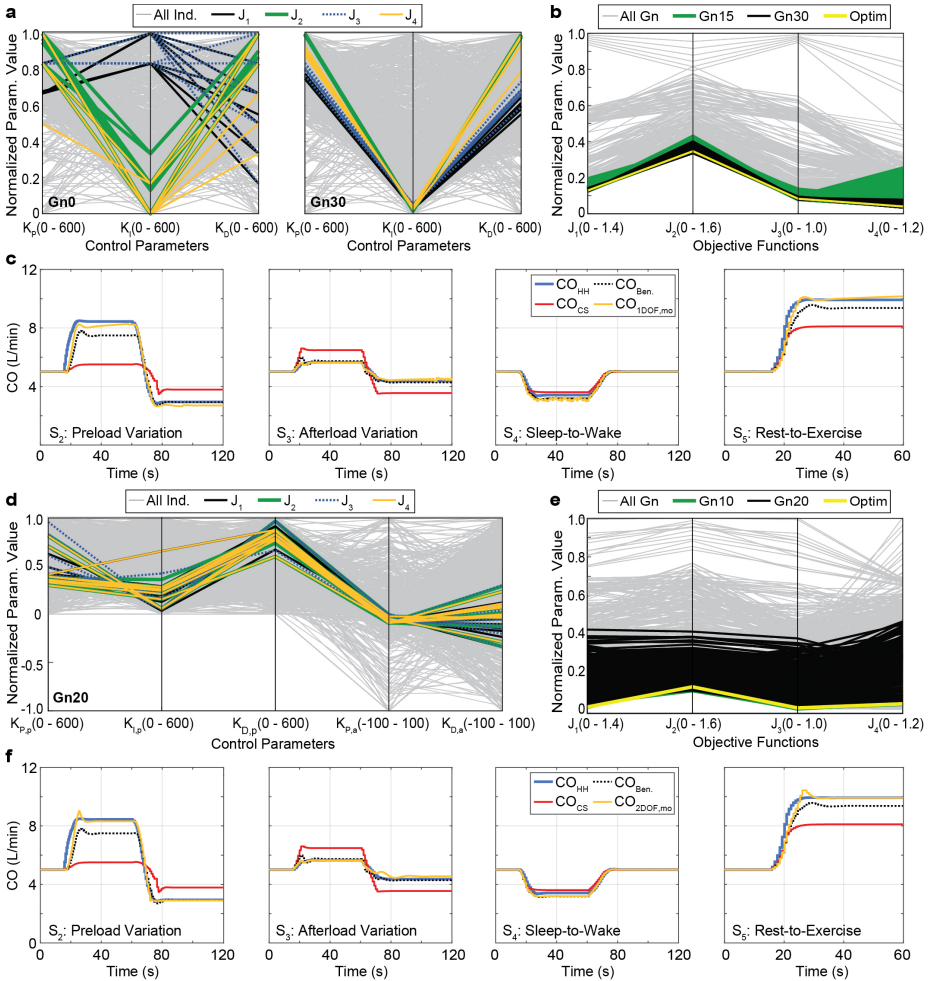 a
All Ind. J1 J2 J3 J4
b
All Gn Gn15 Gn30 Optim
Normalized Param. Value
1.0
0.8
0.6
0.4
0.2
0
Gn0
Gn30
KP(0 - 600) KI(0 - 600) KD(0 - 600)
Control Parameters
KP(0 - 600) KI(0 - 600) KD(0 - 600)
Control Parameters
Normalized Param. Value
1.0
0.8
0.6
0.4
0.2
0
J1(0 - 1.4) J2(0 - 1.6) J3(0 - 1.0) J4(0 - 1.2)
Objective Functions
c
CO (L/min)
12
8
4
0
S2: Preload Variation
0 40 80 120
Time (s)
S3: Afterload Variation
0 40 80 120
Time (s)
COHH COBen.
COCS CO1DOF,mo
S4: Sleep-to-Wake
0 40 80 120
Time (s)
S5: Rest-to-Exercise
0 20 40 60
Time (s)
d
All Ind. J1 J2 J3 J4
Normalized Param. Value
1.0
0.5
0
-0.5
-1.0
Gn20
KP,p(0 - 600) KI,p(0 - 600) KD,p(0 - 600) KP,a(-100 - 100) KD,a(-100 - 100)
Control Parameters
e
All Gn Gn10 Gn20 Optim
Normalized Param. Value
1.0
0.8
0.6
0.4
0.2
0
J1(0 - 1.4) J2(0 - 1.6) J3(0 - 1.0) J4(0 - 1.2)
Objective Functions
f
CO (L/min)
12
8
4
0
S2: Preload Variation
0 40 80 120
Time (s)
S3: Afterload Variation
0 40 80 120
Time (s)
COHH COBen.
COCS CO2DOF,mo
S4: Sleep-to-Wake
0 40 80 120
Time (s)
S5: Rest-to-Exercise
0 20 40 60
Time (s)